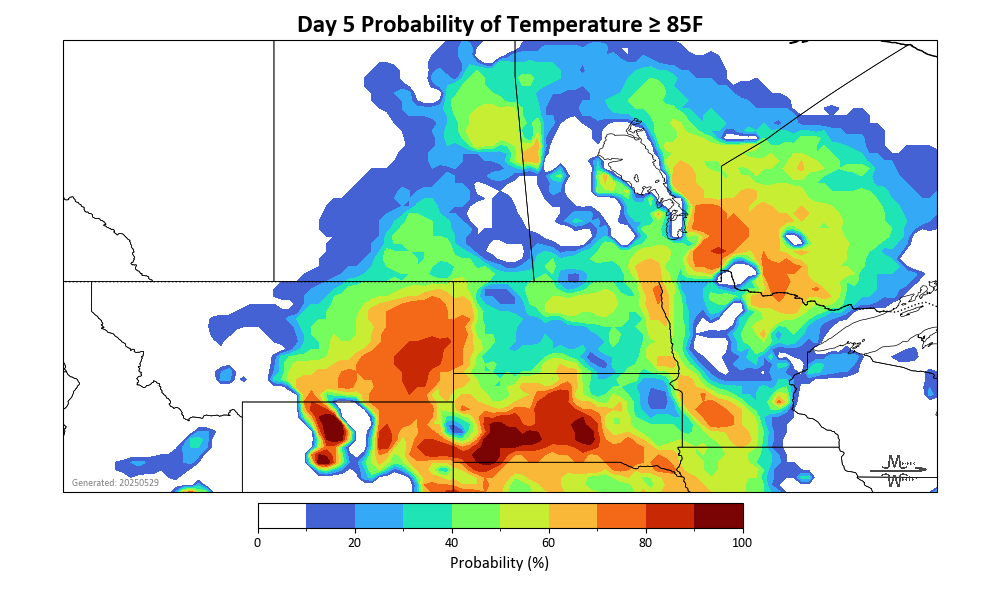 Day 5 Probability of Temperature ≥ 85F
Generated: 20250529
M
W
0 20 40 60 80 100
Probability (%)